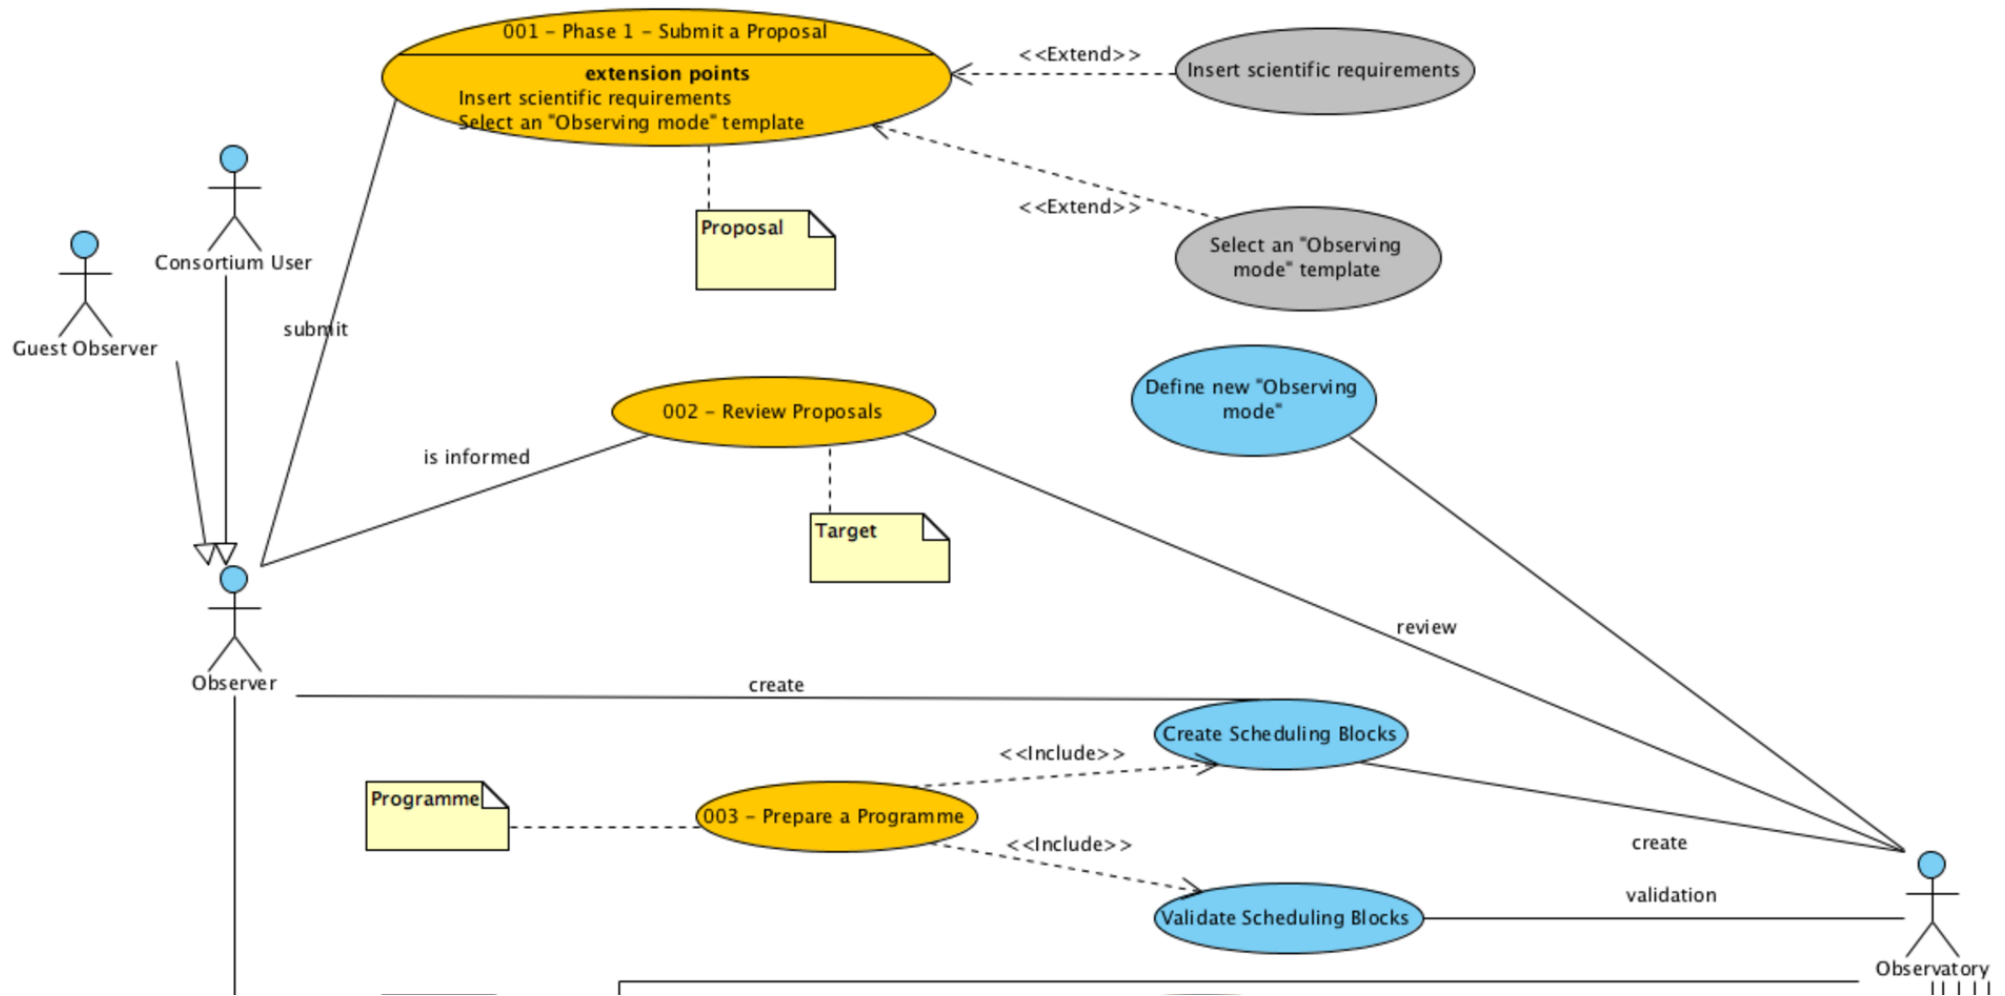 001 – Phase 1 – Submit a Proposal
extension points
Insert scientific requirements
Select an "Observing mode" template
<<Extend>>
Insert scientific requirements
<<Extend>>
Select an "Observing
mode" template
Proposal
Consortium User
Guest Observer
submit
Define new "Observing
mode"
002 – Review Proposals
is informed
Target
review
Observer
create
Create Scheduling Blocks
<<Include>>
Programme
003 – Prepare a Programme
<<Include>>
create
validation
Validate Scheduling Blocks
Observatory